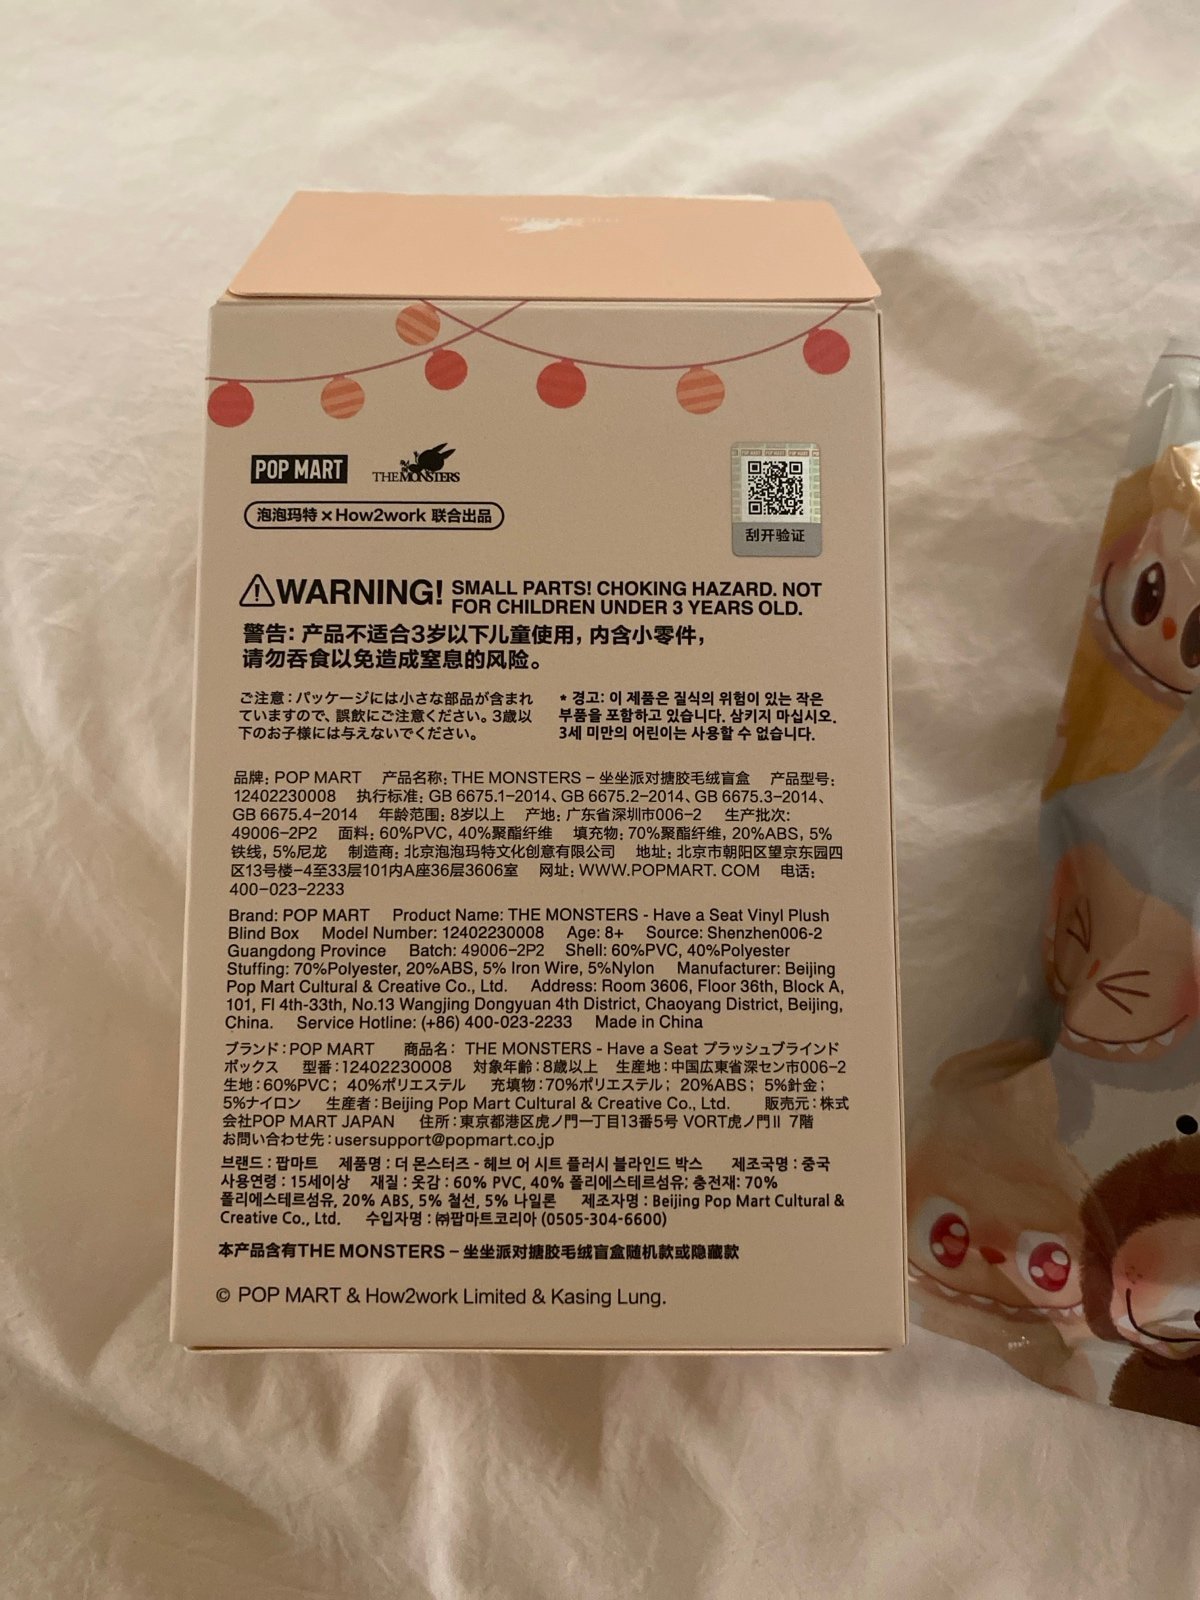 POP MART
THE MONSTERS
泡泡玛特×How2work 联合出品
刮开验证
WARNING! SMALL PARTS! CHOKING HAZARD. NOT
FOR CHILDREN UNDER 3 YEARS OLD.
警告: 产品不适合3岁以下儿童使用, 内含小零件,
请勿吞食以免造成窒息的风险。
ご注意：パッケージには小さな部品が含まれ
ていますので、誤飲にご注意ください。3歳以
下のお子様には与えないでください。
* 경고: 이 제품은 질식의 위험이 있는 작은
부품을 포함하고 있습니다. 삼키지 마십시오.
3세 미만의 어린이는 사용할 수 없습니다.
品牌: POP MART 产品名称: THE MONSTERS – 坐坐派对搪胶毛绒盲盒 产品型号:
12402230008 执行标准: GB 6675.1–2014、GB 6675.2–2014、GB 6675.3–2014、
GB 6675.4–2014 年龄范围: 8岁以上 产地: 广东省深圳市006–2 生产批次:
49006–2P2 面料: 60%PVC, 40%聚酯纤维 填充物: 70%聚酯纤维, 20%ABS, 5%
铁线, 5%尼龙 制造商: 北京泡泡玛特文化创意有限公司 地址: 北京市朝阳区望京东园四
区13号楼–4至33层101内A座36层3606室 网址: WWW.POPMART. COM 电话:
400–023–2233
Brand: POP MART Product Name: THE MONSTERS - Have a Seat Vinyl Plush
Blind Box Model Number: 12402230008 Age: 8+ Source: Shenzhen006-2
Guangdong Province Batch: 49006–2P2 Shell: 60%PVC, 40%Polyester
Stuffing: 70%Polyester, 20%ABS, 5% Iron Wire, 5%Nylon Manufacturer: Beijing
Pop Mart Cultural & Creative Co., Ltd. Address: Room 3606, Floor 36th, Block A,
101, Fl 4th-33th, No.13 Wangjing Dongyuan 4th District, Chaoyang District, Beijing,
China. Service Hotline: (+86) 400-023-2233 Made in China
ブランド：POP MART 商品名： THE MONSTERS - Have a Seat プラッシュブラインド
ボックス 型番：12402230008 対象年齢：8歳以上 生産地：中国広東省深セン市006–2
生地：60%PVC； 40%ポリエステル 充填物：70%ポリエステル； 20%ABS； 5%針金；
5%ナイロン 生産者：Beijing Pop Mart Cultural & Creative Co., Ltd. 販売元：株式
会社POP MART JAPAN 住所：東京都港区虎ノ門一丁目13番5号 VORT虎ノ門Ⅱ 7階
お問い合わせ先：usersupport@popmart.co.jp
브랜드 : 팝마트 제품명 : 더 몬스터즈 - 헤브 어 시트 플러시 블라인드 박스 제조국명 : 중국
사용연령 : 15세이상 재질 : 옷감 : 60% PVC, 40% 폴리에스테르섬유; 충전재: 70%
폴리에스테르섬유, 20% ABS, 5% 철선, 5% 나일론 제조자명 : Beijing Pop Mart Cultural &
Creative Co., Ltd. 수입자명 : ㈜팝마트코리아 (0505-304-6600)
本产品含有THE MONSTERS – 坐坐派对搪胶毛绒盲盒随机款或隐藏款
© POP MART & How2work Limited & Kasing Lung.